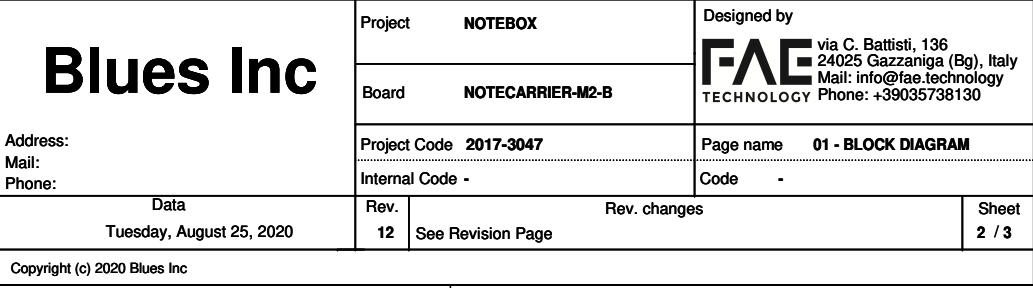 Blues Inc
Address:
Mail:
Phone:
Project NOTEBOX
Board NOTECARRIER-M2-B
Designed by
FAE
TECHNOLOGY
via C. Battisti, 136
24025 Gazzaniga (Bg), Italy
Mail: info@fae.technology
Phone: +39035738130
Project Code 2017-3047
Page name 01 - BLOCK DIAGRAM
Internal Code -
Code -
Data
Tuesday, August 25, 2020
Rev.
12
Rev. changes
See Revision Page
Sheet
2 / 3
Copyright (c) 2020 Blues Inc